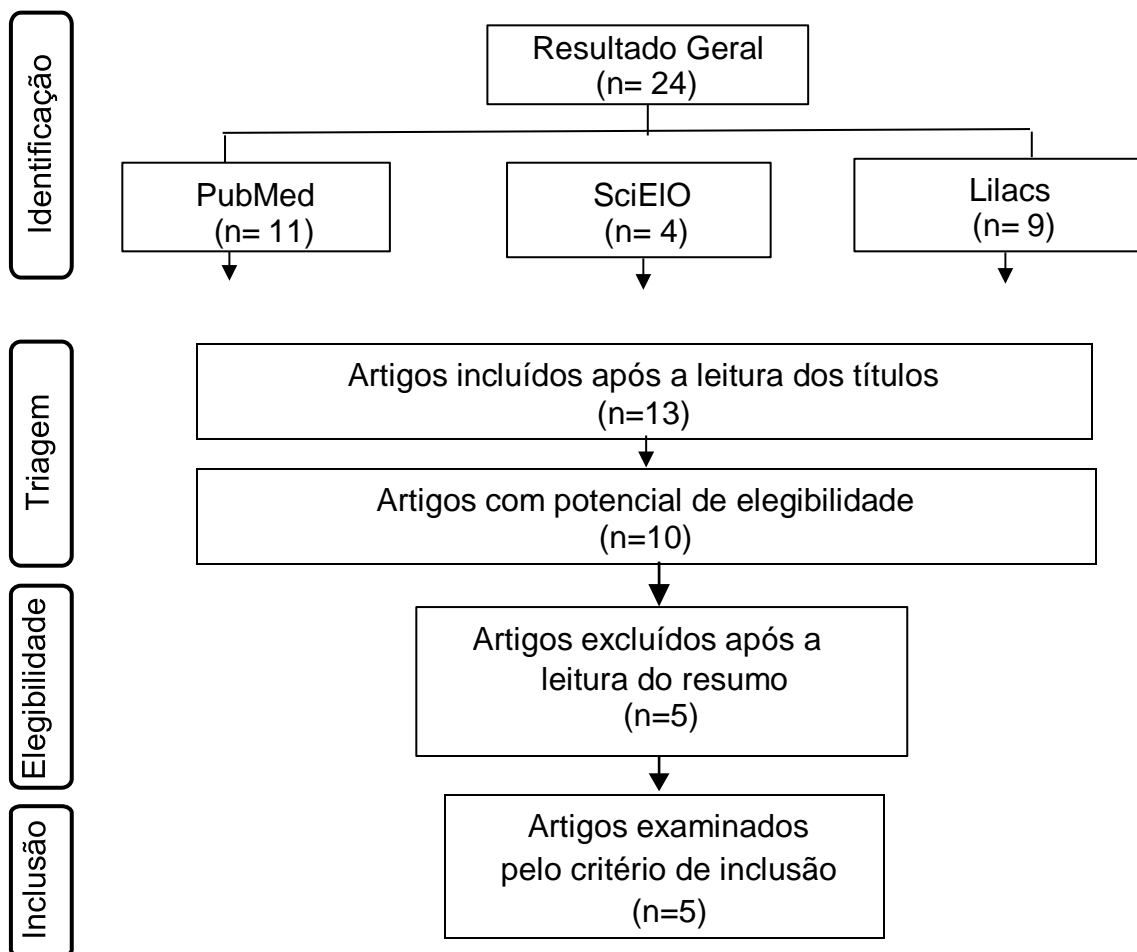 Identificação
Resultado Geral
(n= 24)
PubMed
(n= 11)
SciElO
(n= 4)
Lilacs
(n= 9)
Triagem
Artigos incluídos após a leitura dos títulos
(n=13)
Artigos com potencial de elegibilidade
(n=10)
Elegibilidade
Artigos excluídos após a
leitura do resumo
(n=5)
Inclusão
Artigos examinados
pelo critério de inclusão
(n=5)